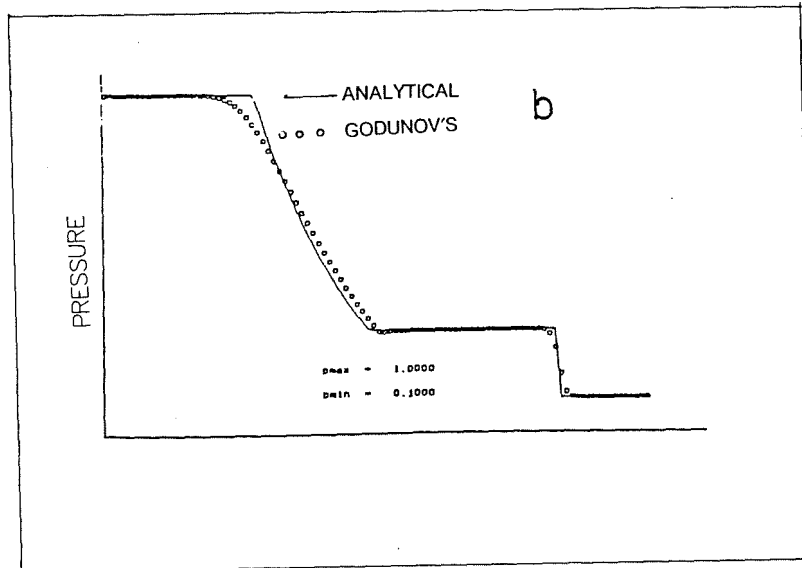 ANALYTICAL
b
GODUNOV'S
PRESSURE
pmax = 1.0000
pmin = 0.1000